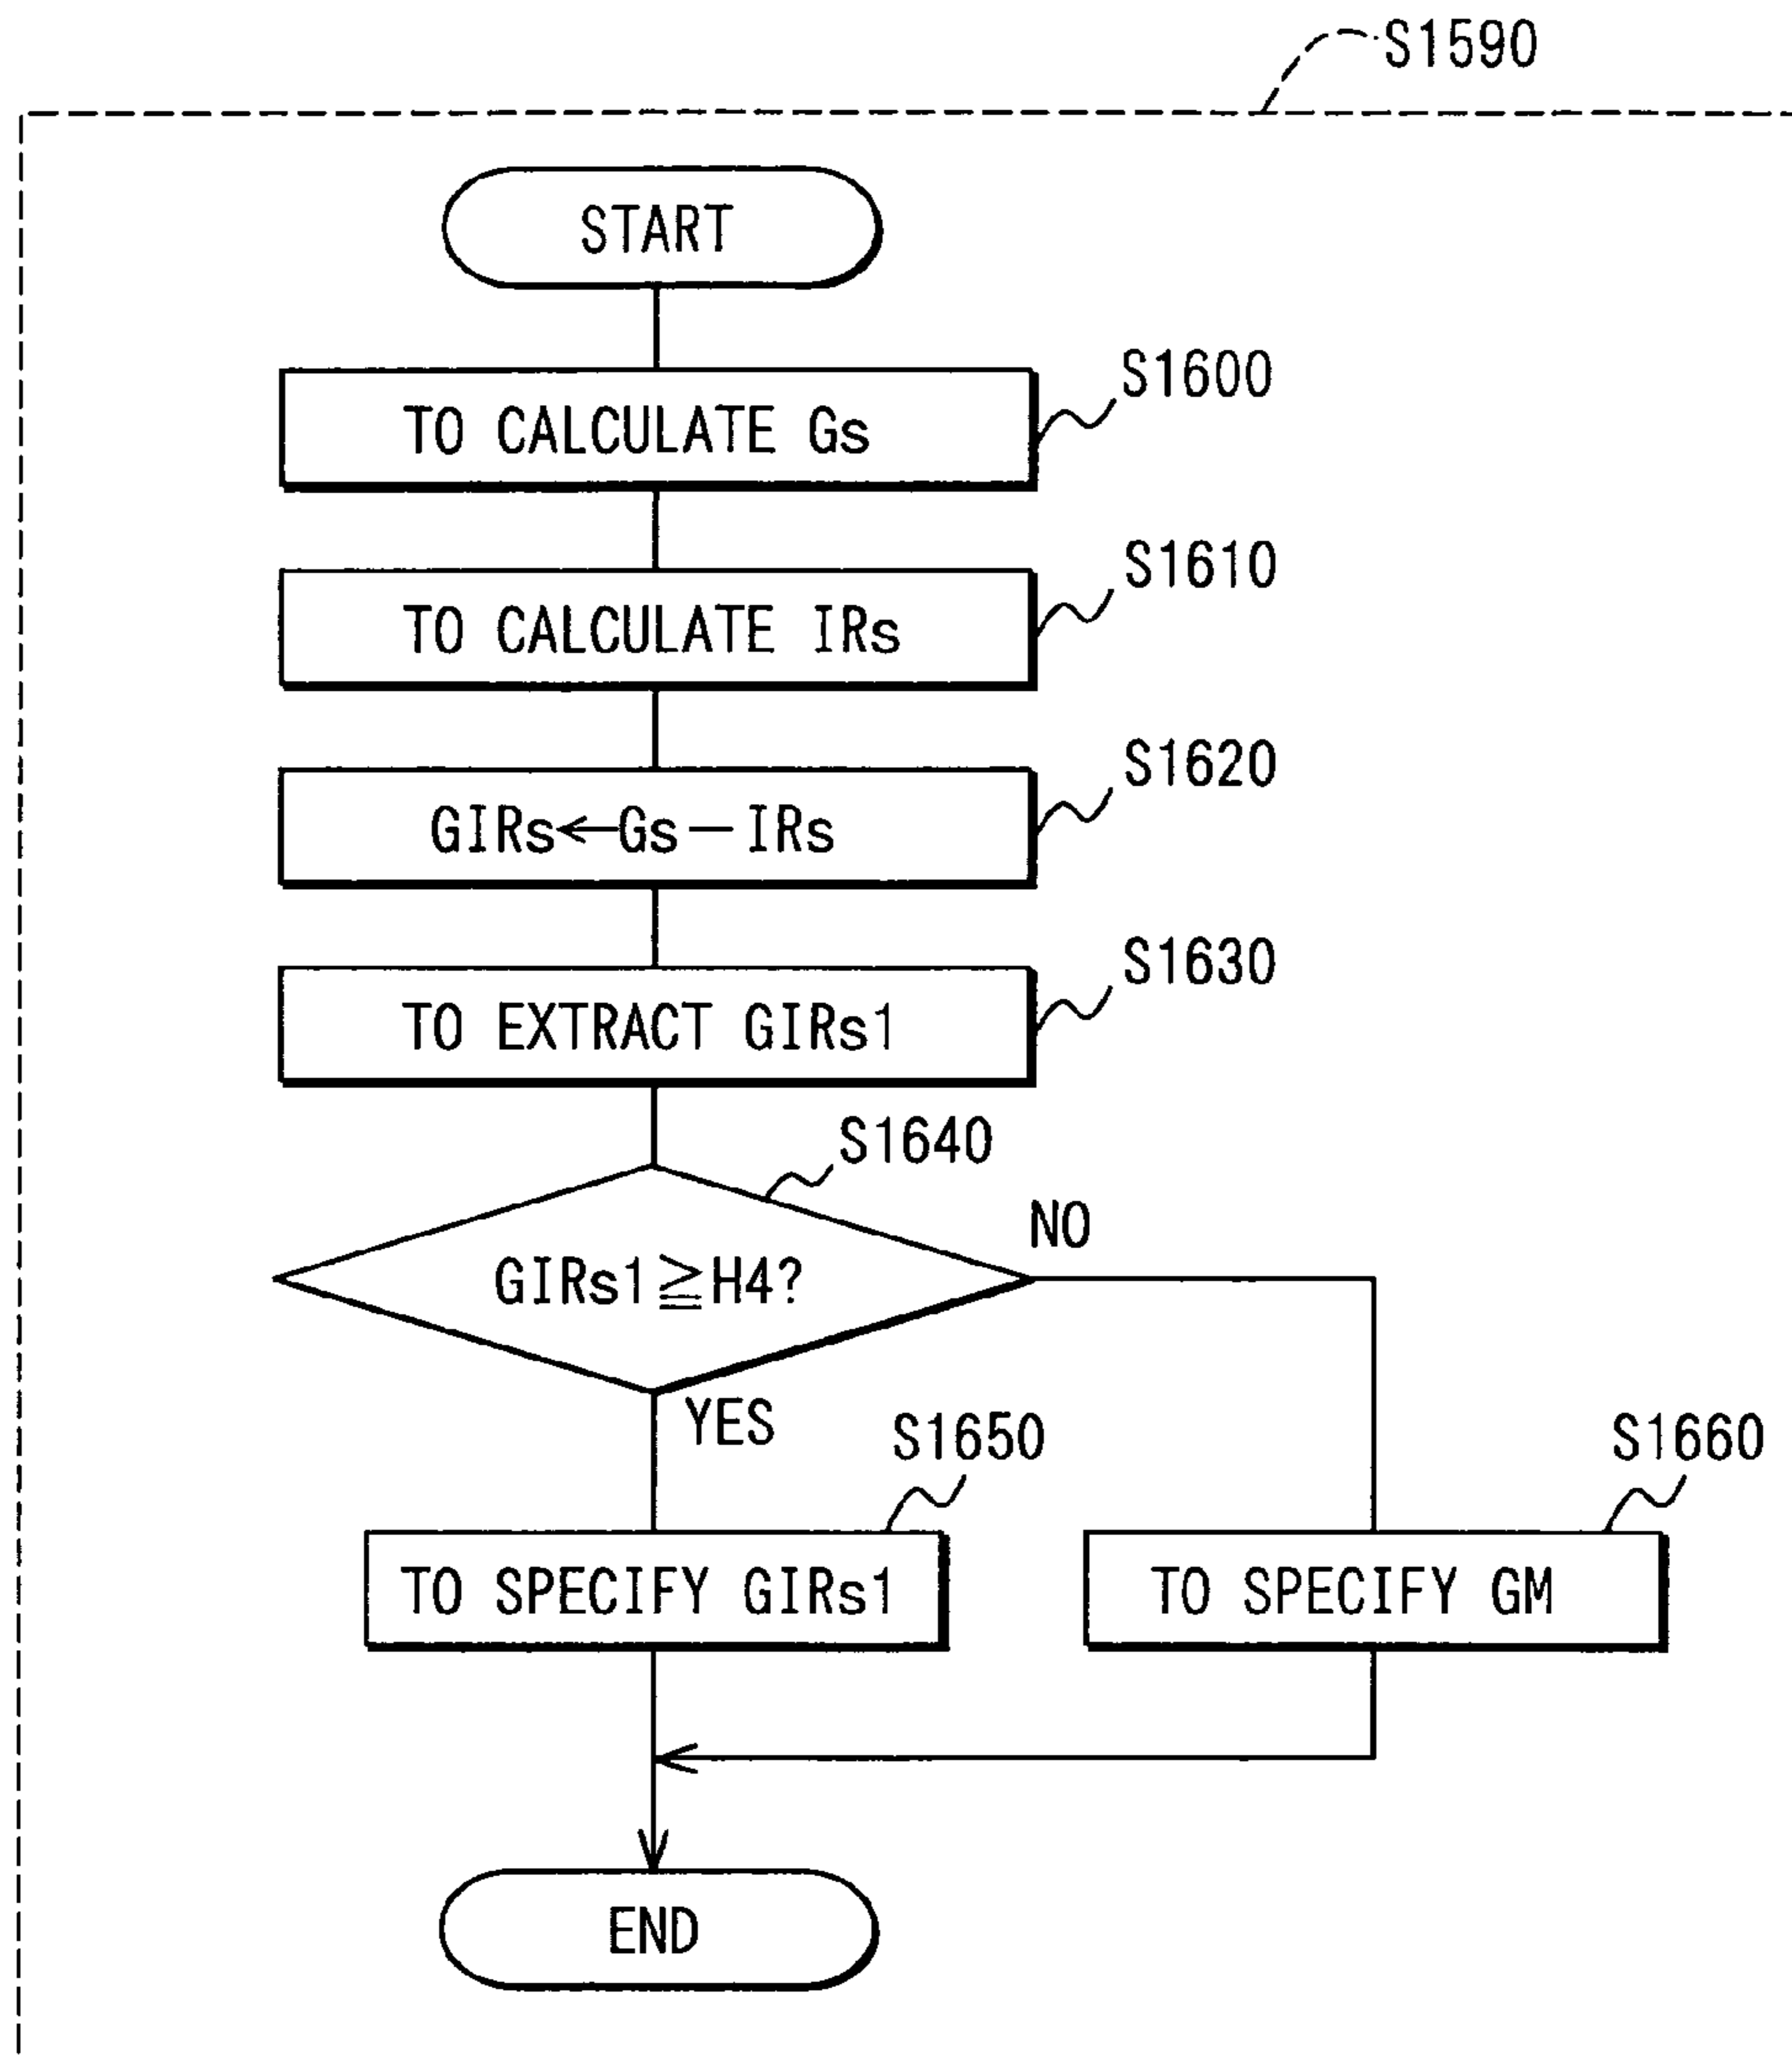 S1590
START
S1600
TO CALCULATE Gs
S1610
TO CALCULATE IRs
S1620
GIRs←Gs—IRs
S1630
TO EXTRACT GIRs1
S1640
NO
GIRs1≧H4?
YES
S1650
S1660
TO SPECIFY GIRs1
TO SPECIFY GM
END